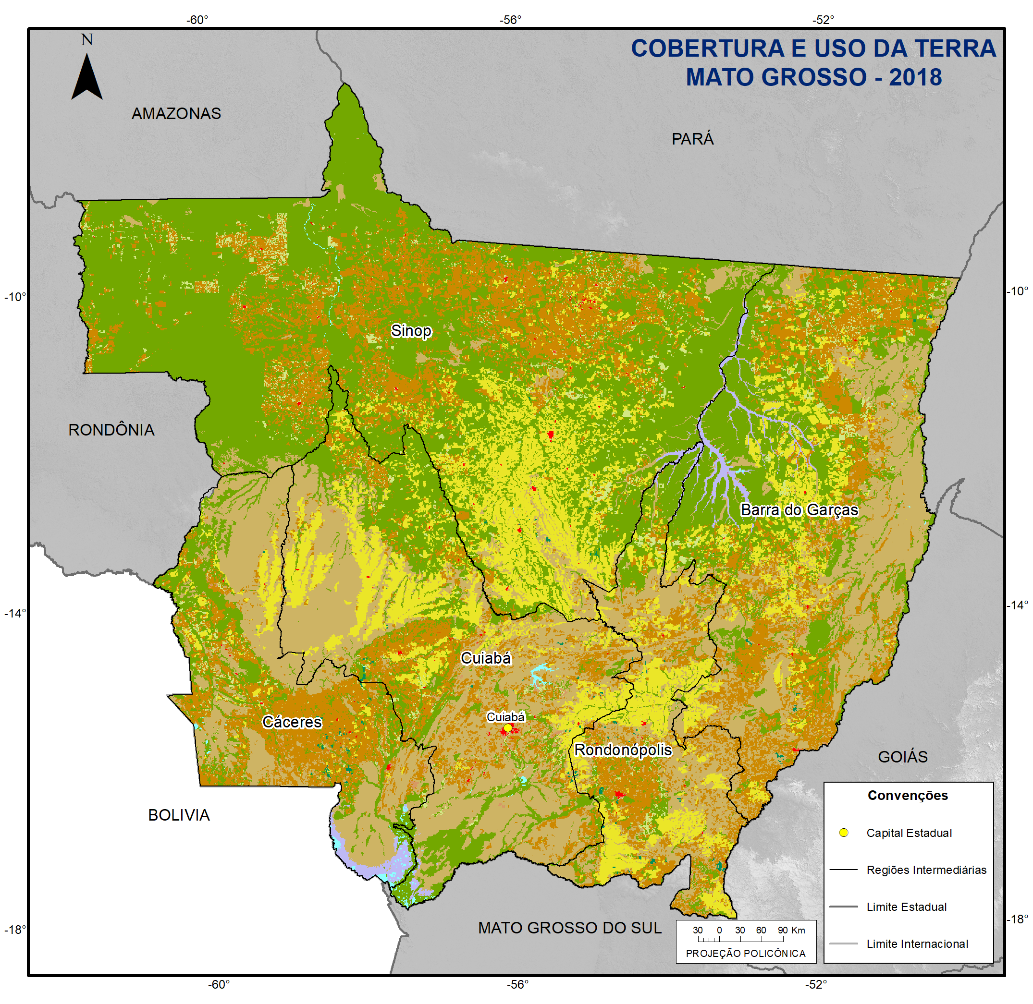 -60°
-56°
-52°
N
COBERTURA E USO DA TERRA
MATO GROSSO - 2018
AMAZONAS
PARÁ
-10°
-10°
Sinop
RONDÔNIA
Barra do Garças
-14°
-14°
Cuiabá
Cáceres
Cuiabá
Rondonópolis
GOIÁS
BOLIVIA
Convenções
Capital Estadual
Regiões Intermediárias
Limite Estadual
Limite Internacional
MATO GROSSO DO SUL
30 0 30 60 90 Km
PROJEÇÃO POLICÔNICA
-18°
-18°
-60°
-56°
-52°